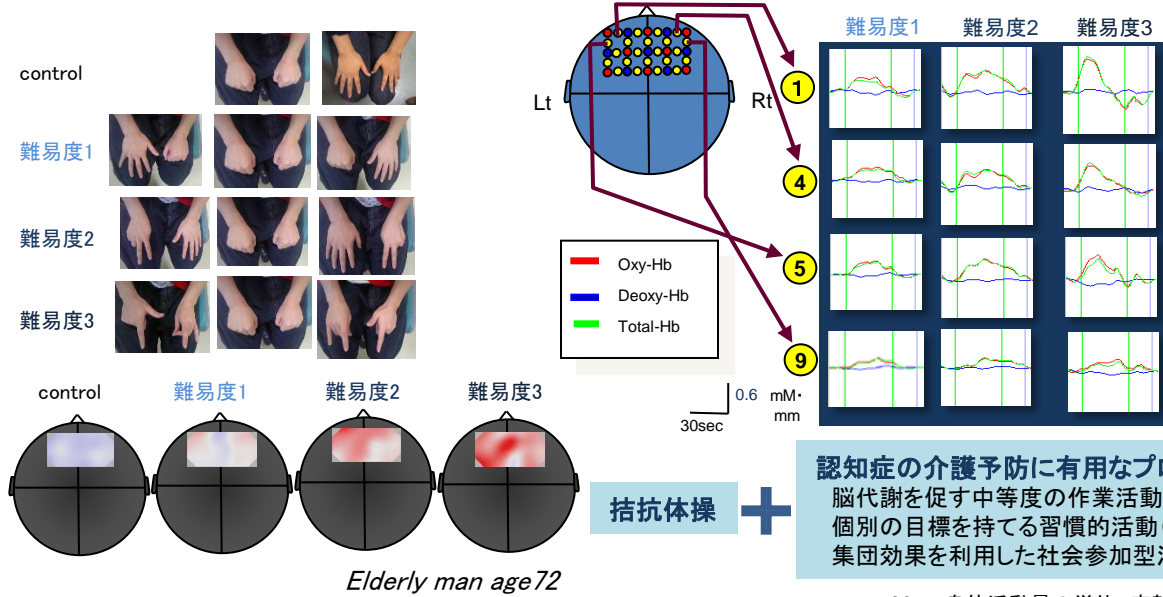 control
難易度1
難易度2
難易度3
Lt
Rt
Oxy-Hb
Deoxy-Hb
Total-Hb
0.6 mM・
mm
30sec
難易度1 難易度2 難易度3
1
4
5
9
control 難易度1 難易度2 難易度3
Elderly man age72
拮抗体操
認知症の介護予防に有用なプ
脳代謝を促す中等度の作業活動
個別の目標を持てる習慣的活動
集団効果を利用した社会参加型